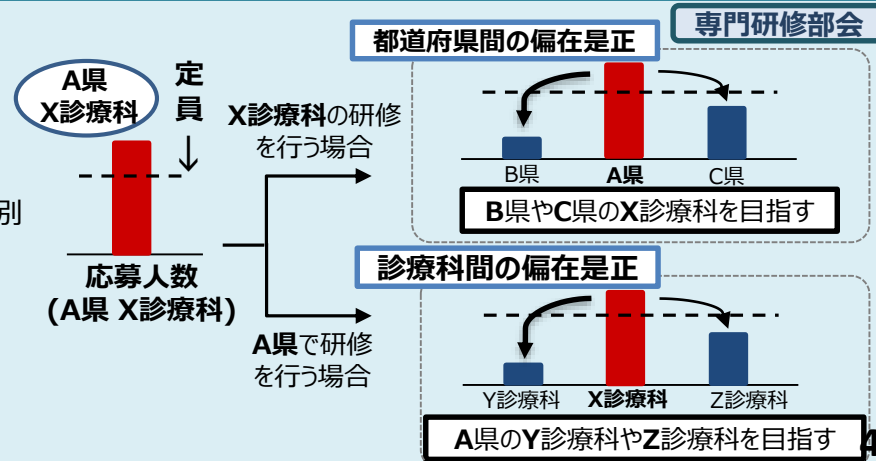 専門研修部会
都道府県間の偏在是正
A県
X診療科
定
員
↓
X診療科の研修
を行う場合
B県
A県
C県
B県やC県のX診療科を目指す
別
応募人数
(A県 X診療科)
診療科間の偏在是正
A県で研修
を行う場合
Y診療科
X診療科
Z診療科
A県のY診療科やZ診療科を目指す
4